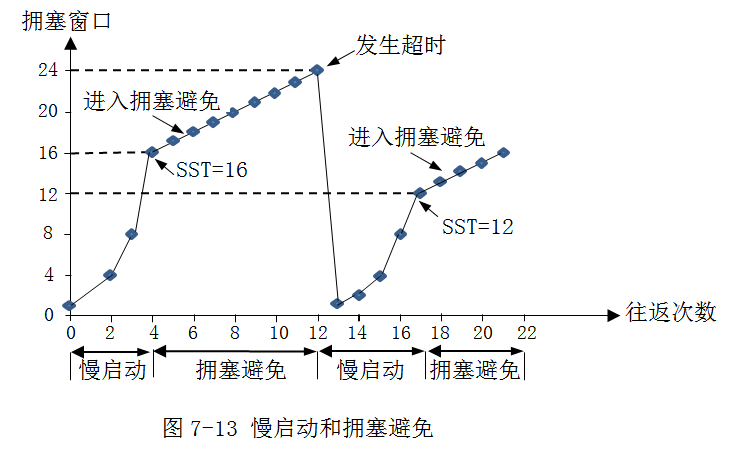 拥塞窗口
发生超时
24
20
进入拥塞避免
进入拥塞避免
16
SST=16
12
SST=12
8
4
0
往返次数
0 2 4 6 8 10 12 14 16 18 20 22
慢启动 拥塞避免 慢启动 拥塞避免
图 7-13 慢启动和拥塞避免